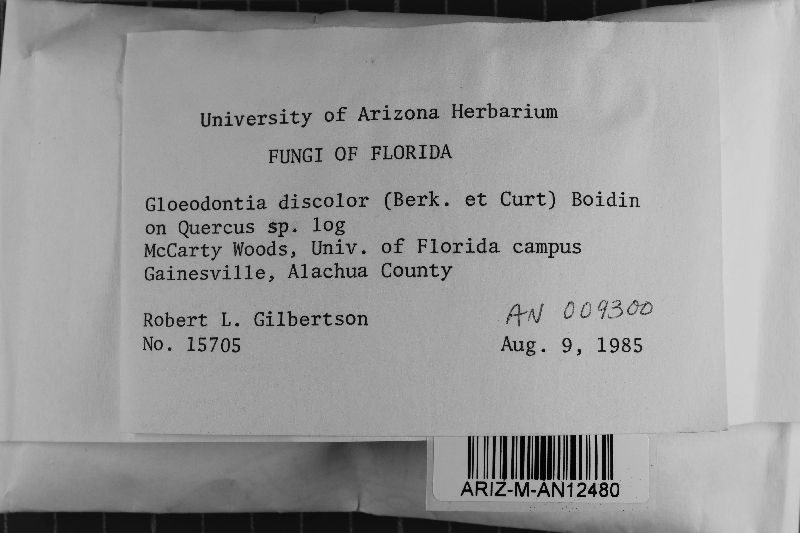 University of Arizona Herbarium
FUNGI OF FLORIDA
Gloeodontia discolor (Berk. et Curt) Boidin
on Quercus sp. log
McCarty Woods, Univ. of Florida campus
Gainesville, Alachua County
Robert L. Gilbertson
AN 009300
No. 15705
Aug. 9, 1985
ARIZ-M-AN12480